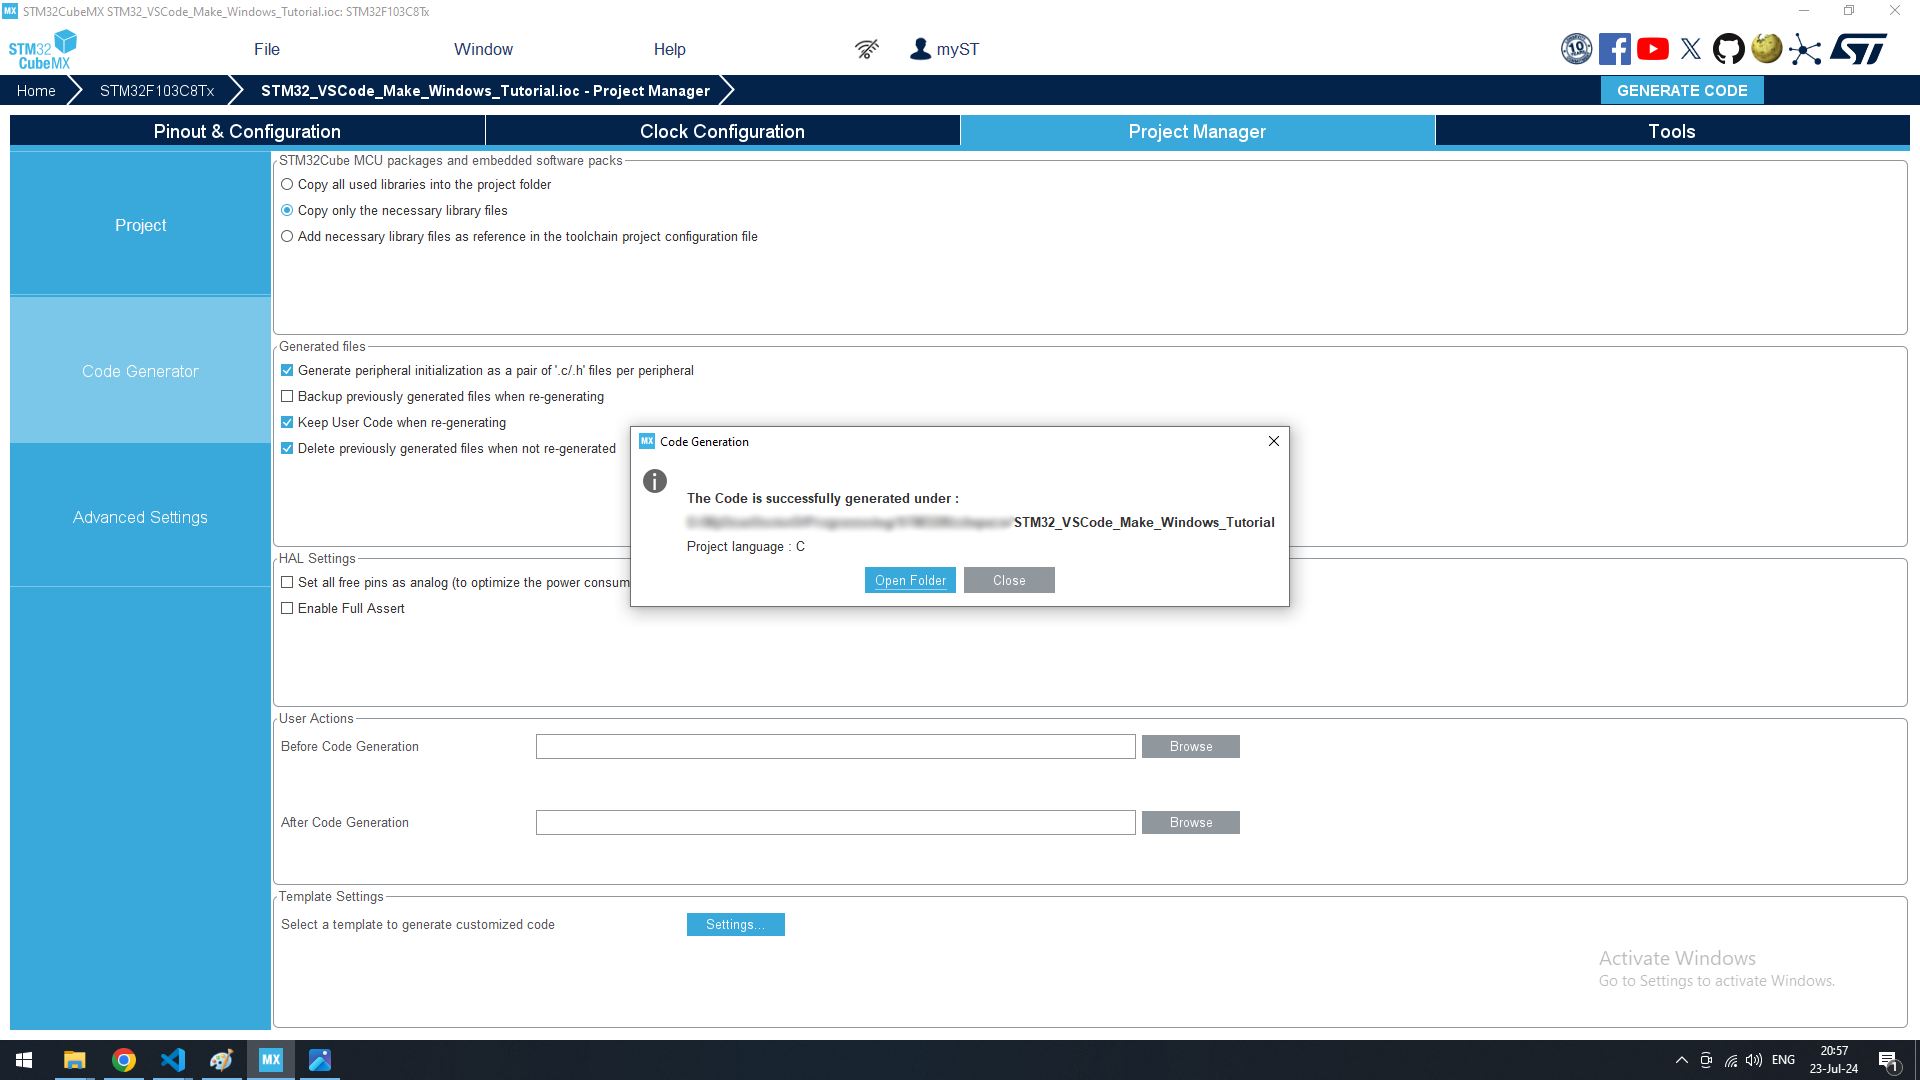 MX STM32CubeMX STM32_VSCode_Make_Windows_Tutorial.ioc: STM32F103C8Tx
STM32
CubeMX
File
Window
Help
myST
10
Home
STM32F103C8Tx
STM32_VSCode_Make_Windows_Tutorial.ioc - Project Manager
GENERATE CODE
Pinout & Configuration
Clock Configuration
Project Manager
Tools
Project
Code Generator
Advanced Settings
STM32Cube MCU packages and embedded software packs
Copy all used libraries into the project folder
Copy only the necessary library files
Add necessary library files as reference in the toolchain project configuration file
Generated files
Generate peripheral initialization as a pair of '.c/.h' files per peripheral
Backup previously generated files when re-generating
Keep User Code when re-generating
Delete previously generated files when not re-generated
MX Code Generation
The Code is successfully generated under :
STM32_VSCode_Make_Windows_Tutorial
Project language : C
Open Folder
Close
HAL Settings
Set all free pins as analog (to optimize the power consum
Enable Full Assert
User Actions
Before Code Generation
Browse
After Code Generation
Browse
Template Settings
Select a template to generate customized code
Settings...
Activate Windows
Go to Settings to activate Windows.
MX
ENG
20:57
23-Jul-24
1